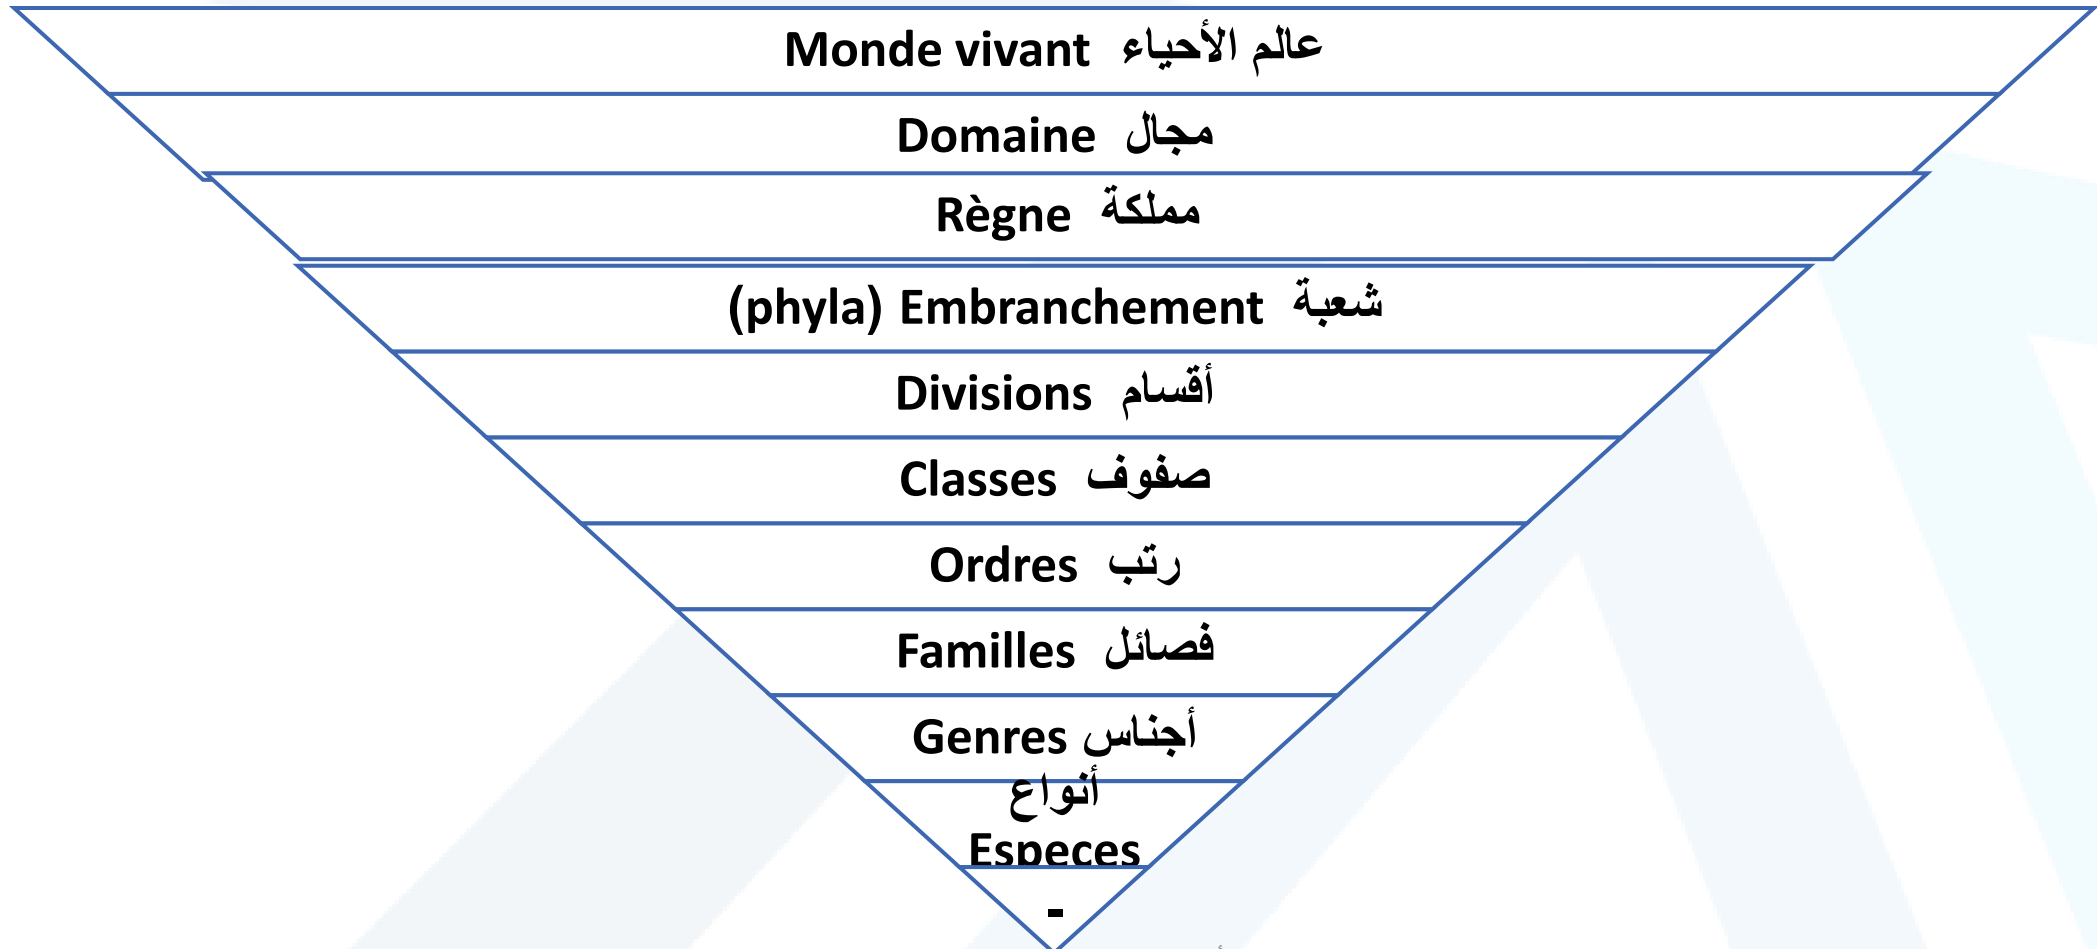 Monde vivant عالم الأحياء
Domaine مجال
Règne مملكة
(phyla) Embranchement شعبة
Divisions أقسام
Classes صفوف
Ordres رتب
Familles فصائل
Genres أجناس
أنواع
Especes
-